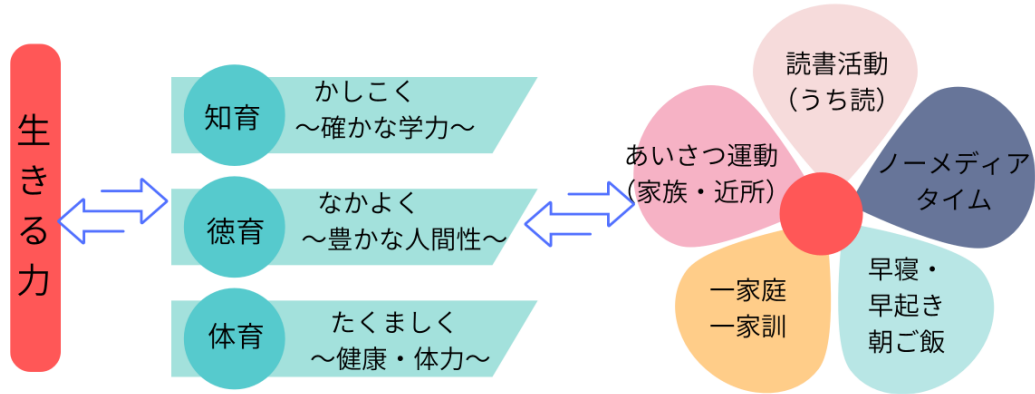 生きる力
知育
かしこく
～確かな学力～
徳育
なかよく
～豊かな人間性～
体育
たくましく
～健康・体力～
読書活動
（うち読）
あいさつ運動
（家族・近所）
ノーメディア
タイム
一家庭
一家訓
早寝・
早起き
朝ご飯